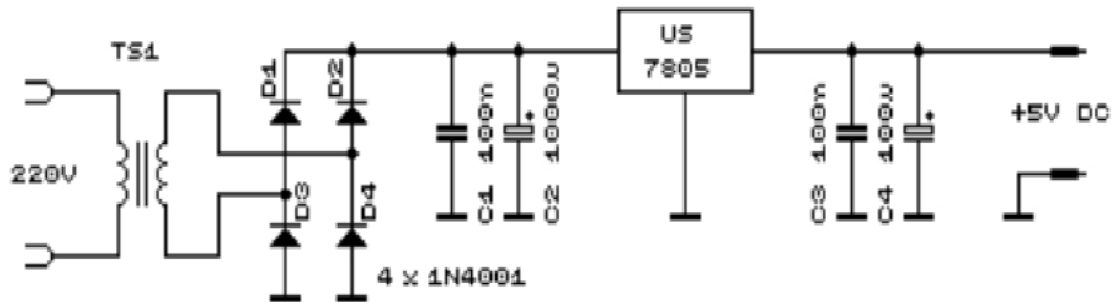 TS1
220V
D1
D2
D3
D4
4 x 1N4001
C1 100n
C2 1000u
US
7805
C3 100n
C4 100u
+5V DC